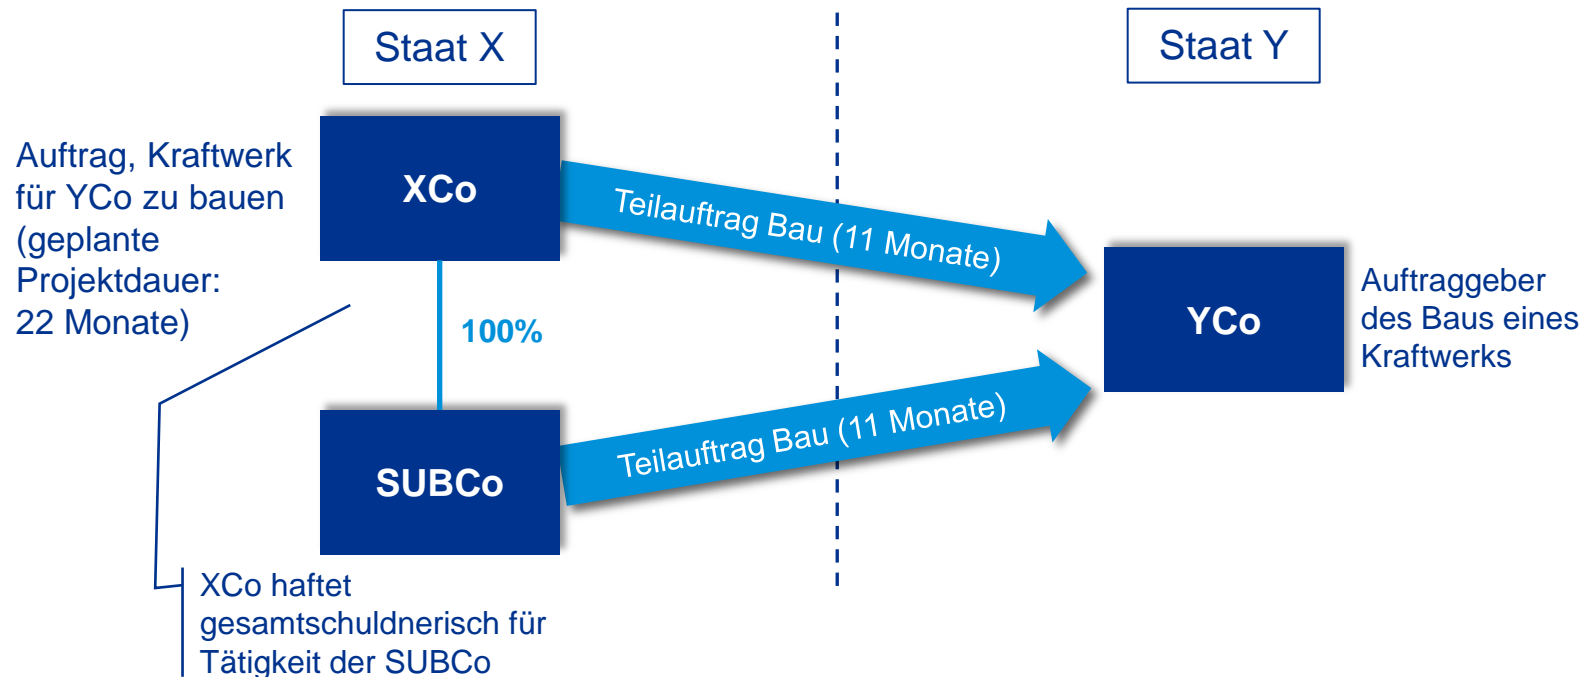 Staat X
Staat Y
Auftrag, Kraftwerk
für YCo zu bauen
(geplante
Projektdauer:
22 Monate)
XCo
Teilauftrag Bau (11 Monate)
100%
YCo
Auftraggeber
des Baus eines
Kraftwerks
SUBCo
Teilauftrag Bau (11 Monate)
XCo haftet
gesamtschuldnerisch für
Tätigkeit der SUBCo